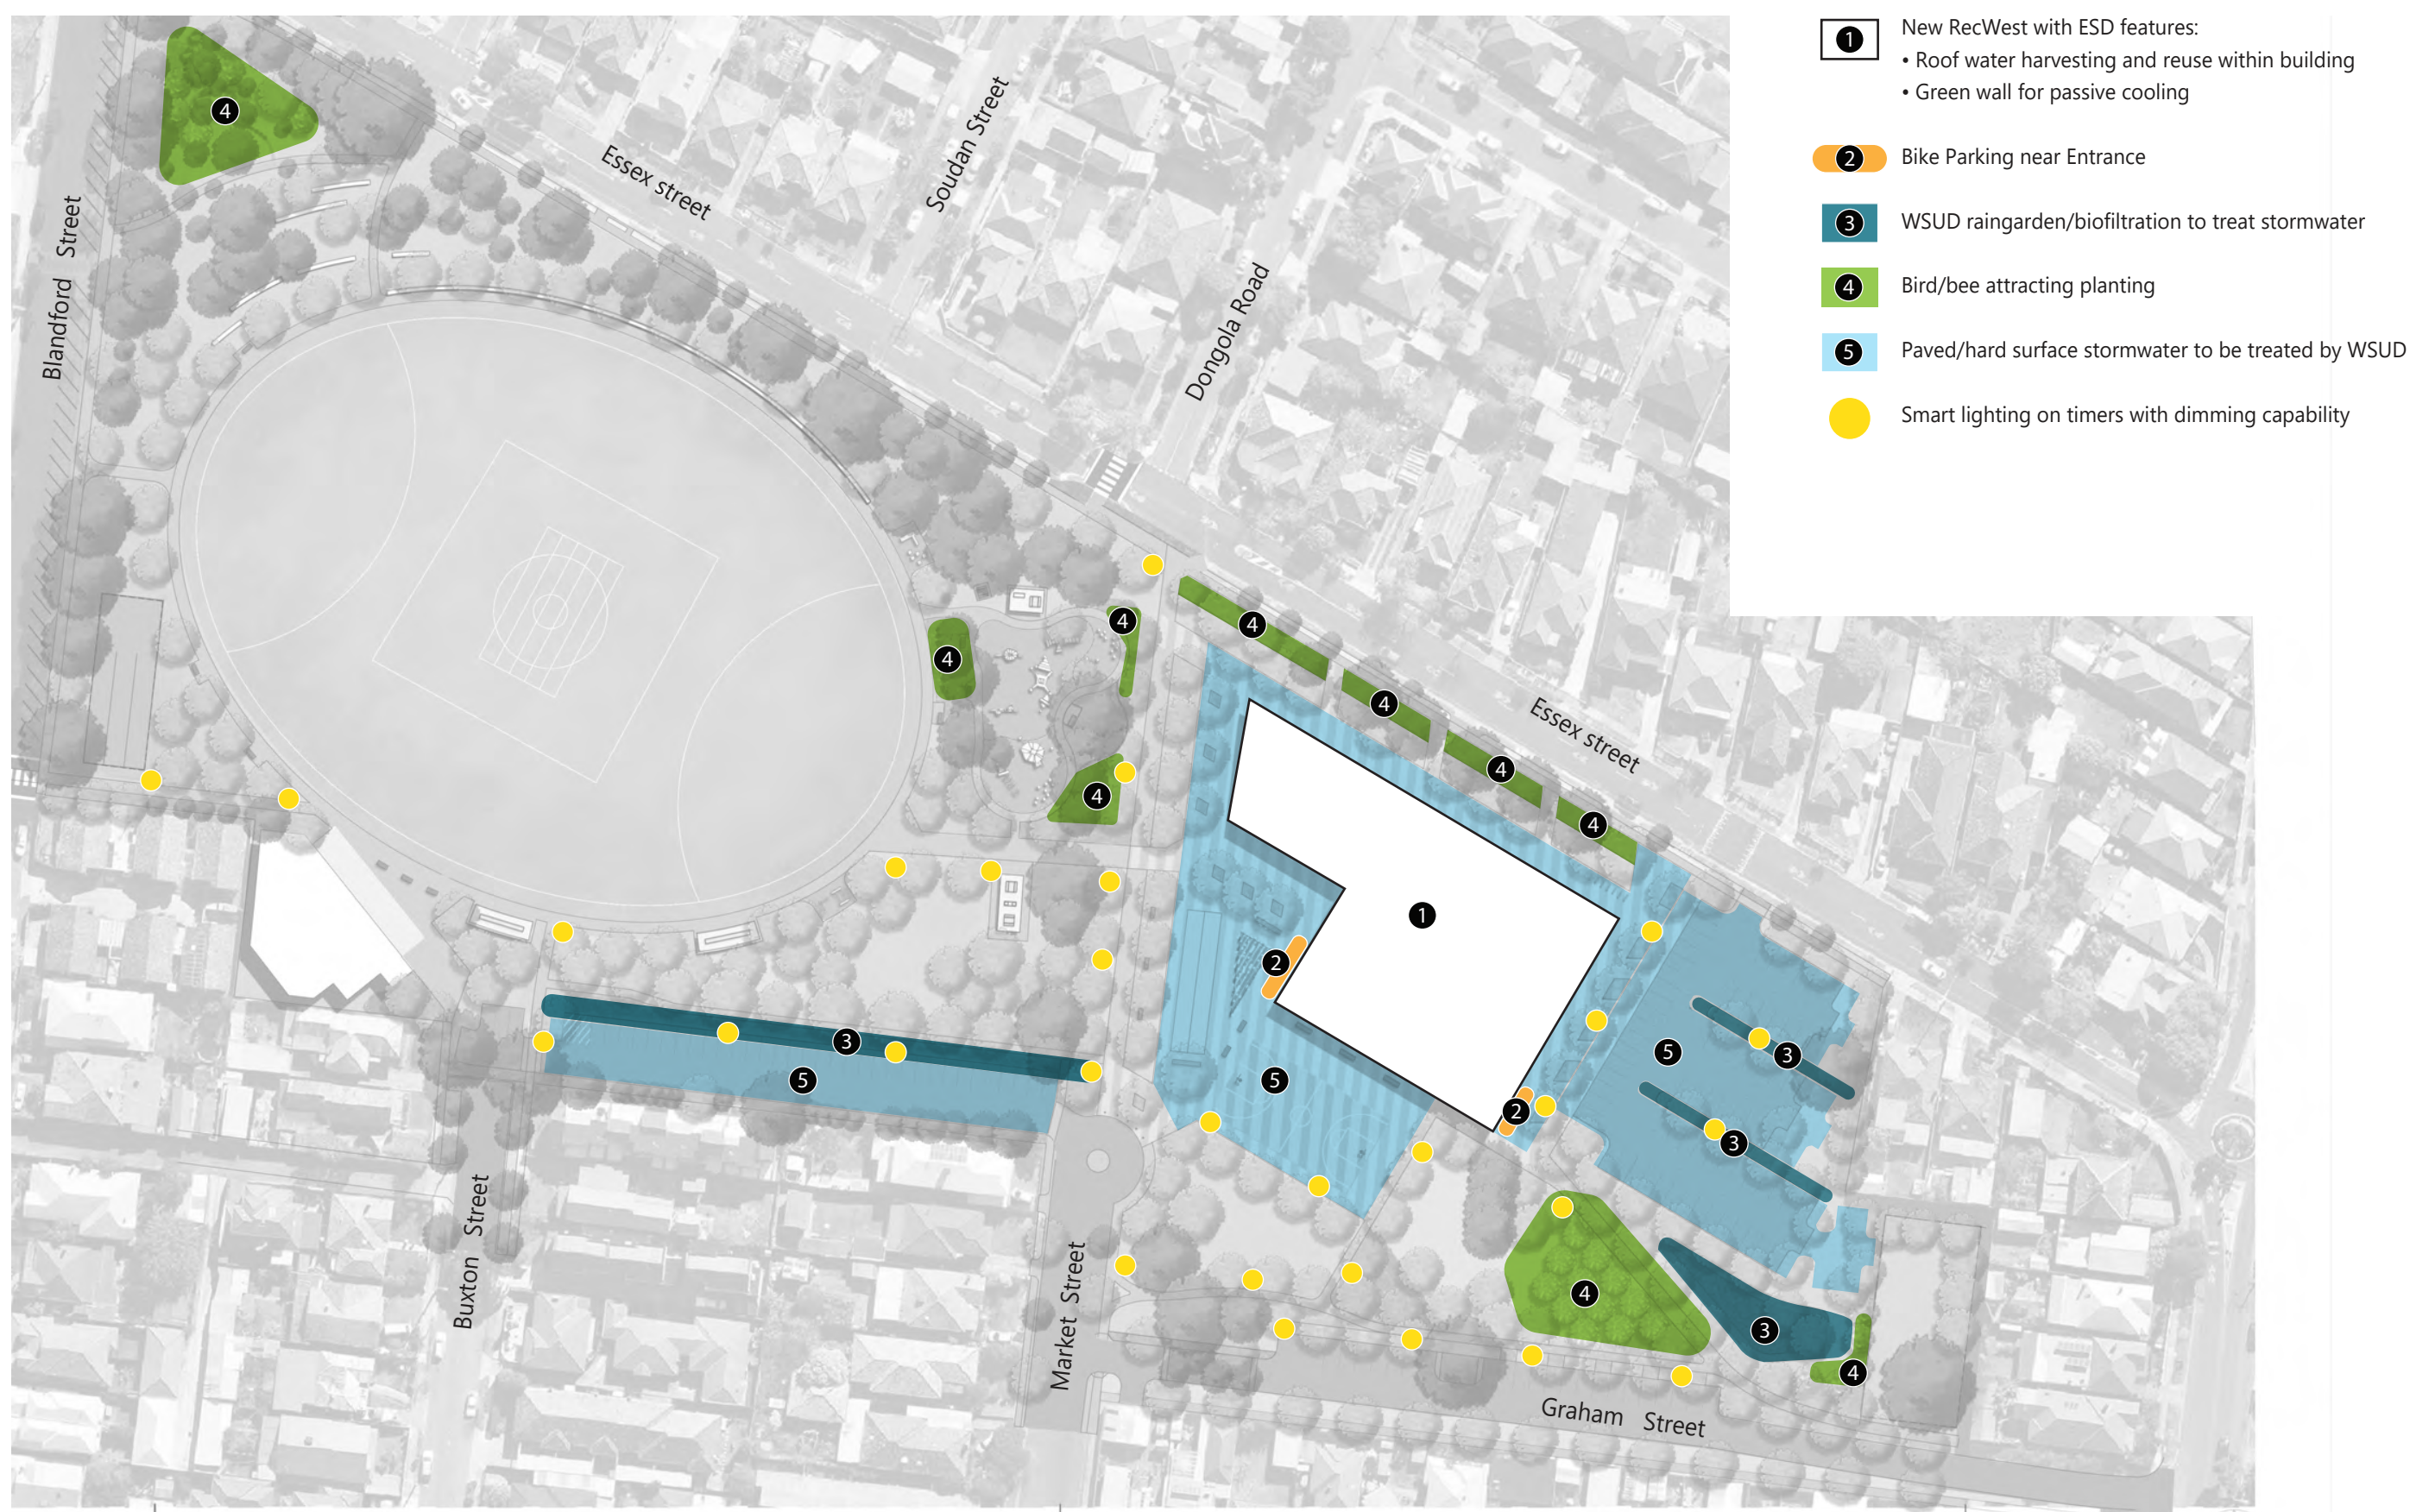 1 New RecWest with ESD features:
• Roof water harvesting and reuse within building
• Green wall for passive cooling
2 Bike Parking near Entrance
3 WSUD raingarden/biofiltration to treat stormwater
4 Bird/bee attracting planting
5 Paved/hard surface stormwater to be treated by WSUD
Smart lighting on timers with dimming capability
4
Essex street
Soudan Street
Blandford Street
Dongola Road
4
4
4
4
4
4
4
4
Essex street
1
2
3
5
5
5
3
2
3
Buxton Street
Market Street
4
3
4
Graham Street